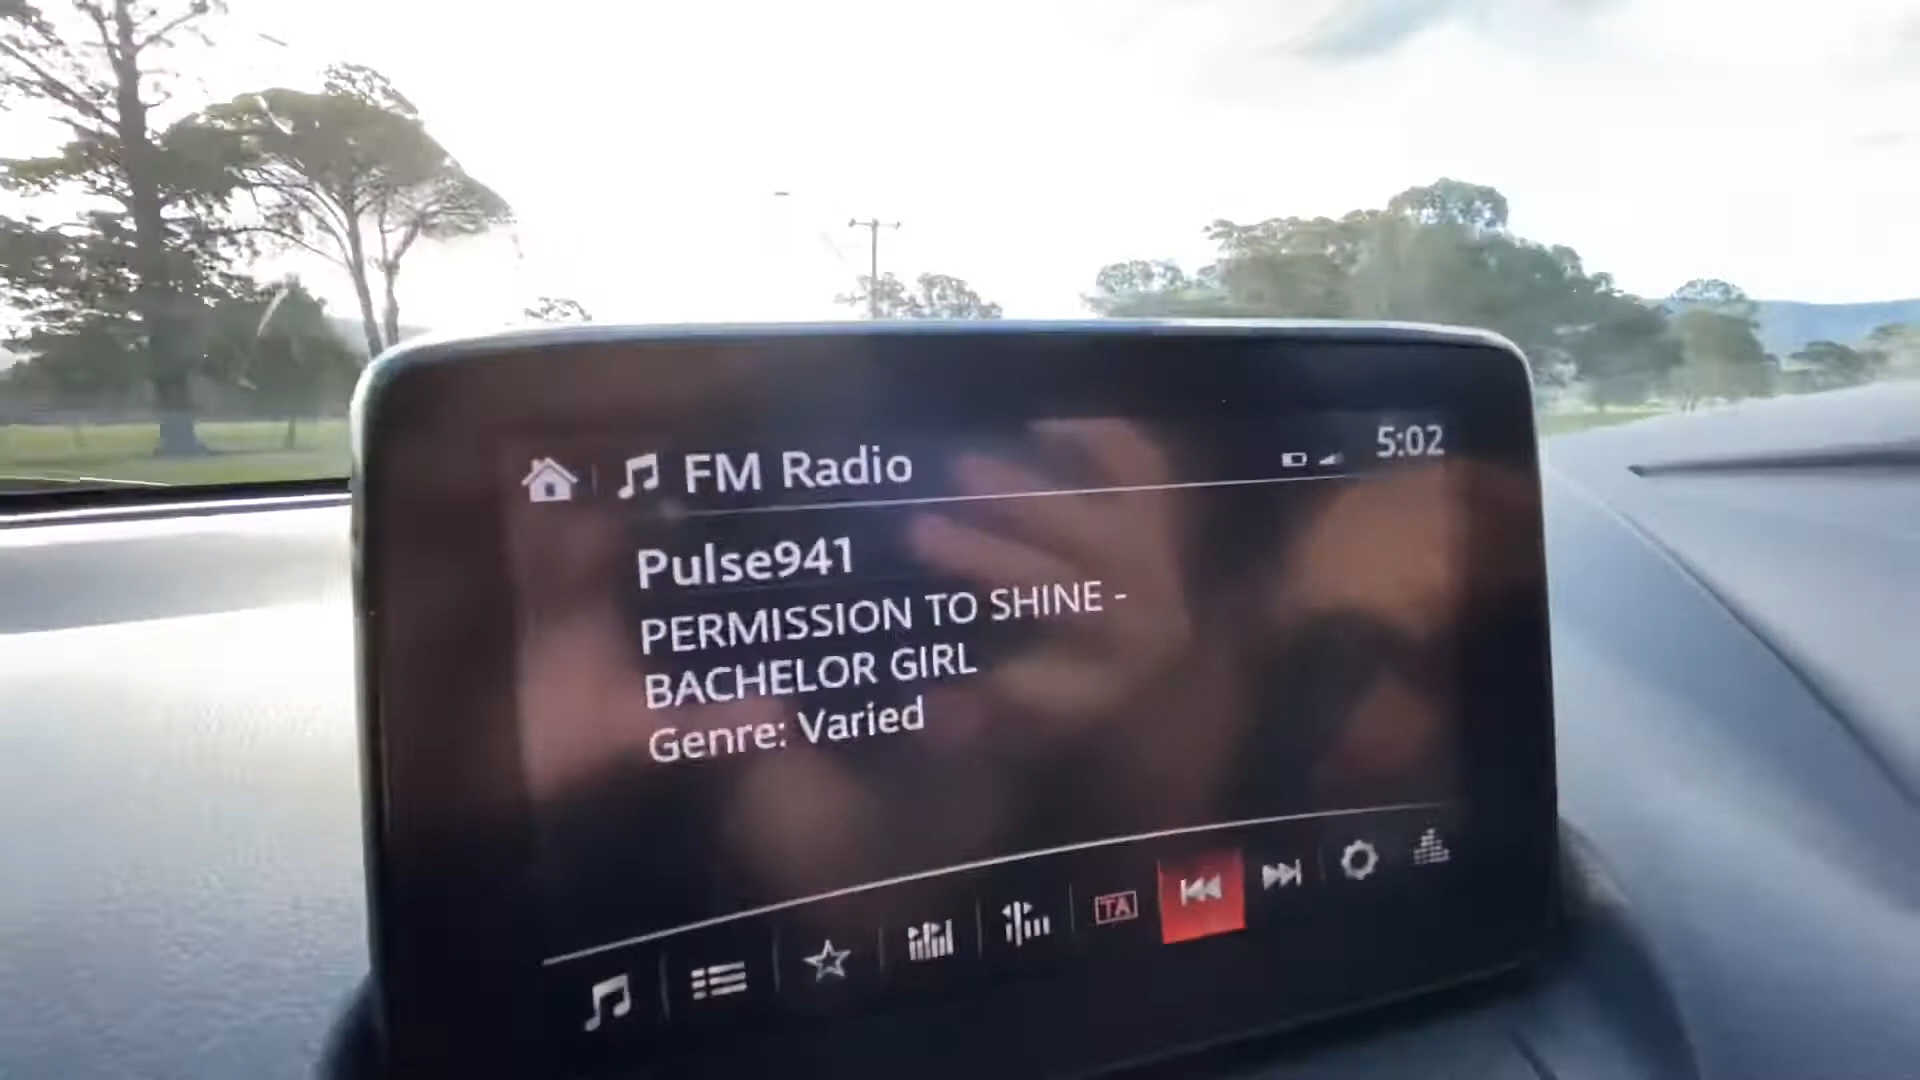 FM Radio
5:02
Pulse941
PERMISSION TO SHINE -
BACHELOR GIRL
Genre: Varied
TA